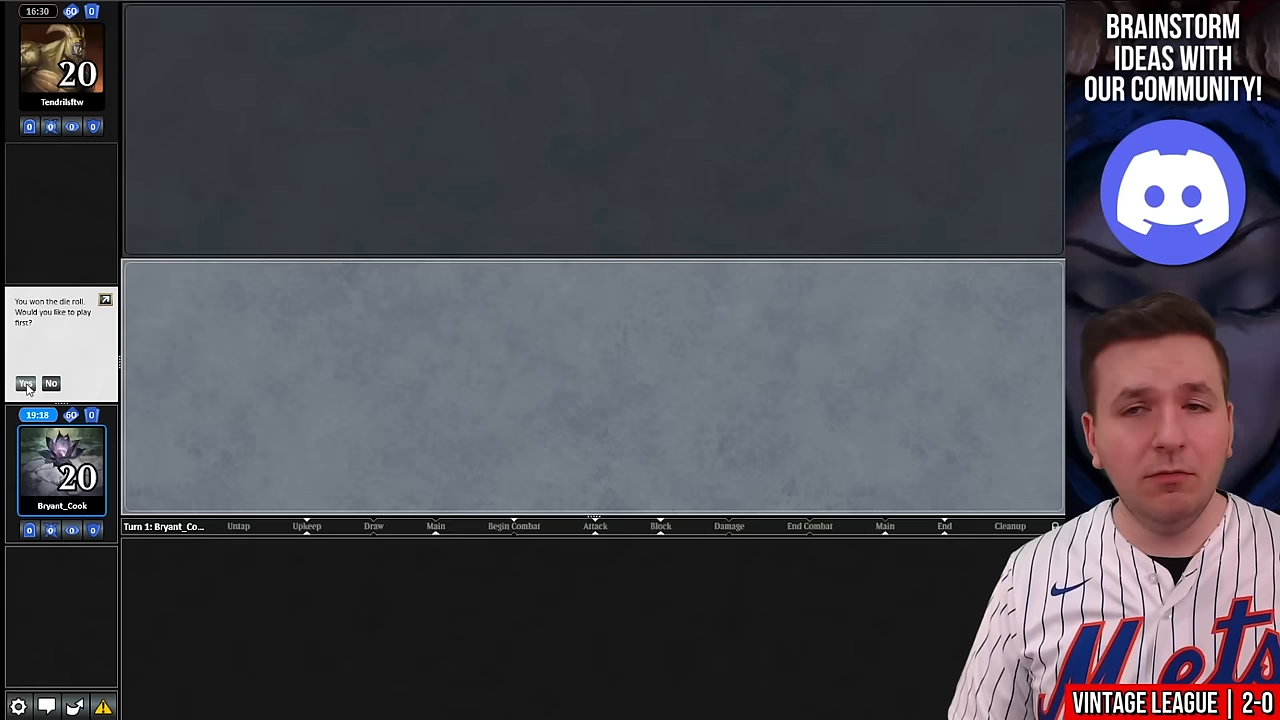 16:30 60 0
20
Tendrilsftw
0 0 0 0
You won the die roll.
Would you like to play
first?
Yes No
19:18 60 0
20
Bryant_Cook
0 0 0 0
Turn 1: Bryant_Co... Untap Upkeep Draw Main Begin Combat Attack Block Damage End Combat Main End Cleanup
BRAINSTORM
IDEAS WITH
OUR COMMUNITY!
Mets
VINTAGE LEAGUE | 2-0